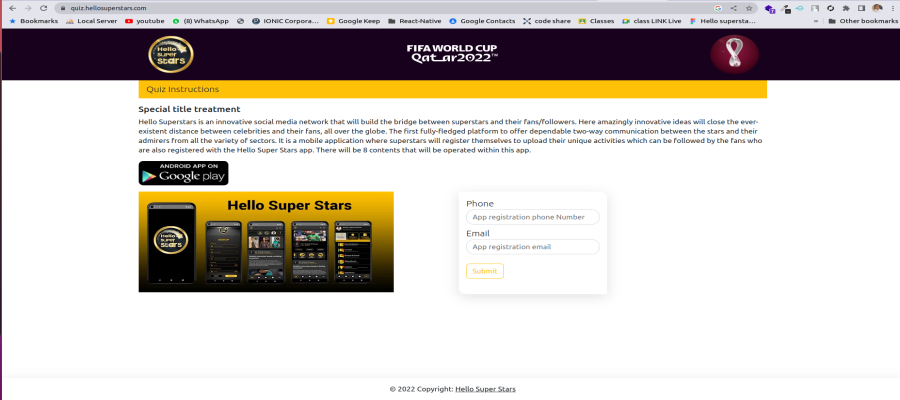 quiz.hellosuperstars.com
Bookmarks
Local Server
youtube
(8) WhatsApp
IONIC Corpora...
Google Keep
React-Native
Google Contacts
code share
Classes
class LINK Live
Hello supersta...
»
Other bookmarks
Hello
super
stars
FIFA WORLD CUP
Qatar2022™
Quiz Instructions
Special title treatment
Hello Superstars is an innovative social media network that will build the bridge between superstars and their fans/followers. Here amazingly innovative ideas will close the ever-
existent distance between celebrities and their fans, all over the globe. The first fully-fledged platform to offer dependable two-way communication between the stars and their
admirers from all the variety of sectors. It is a mobile application where superstars will register themselves to upload their unique activities which can be followed by the fans who
are also registered with the Hello Super Stars app. There will be 8 contents that will be operated within this app.
ANDROID APP ON
Google play
Hello Super Stars
Hello
super
stars
Phone
App registration phone Number
Email
App registration email
Submit
© 2022 Copyright: Hello Super Stars